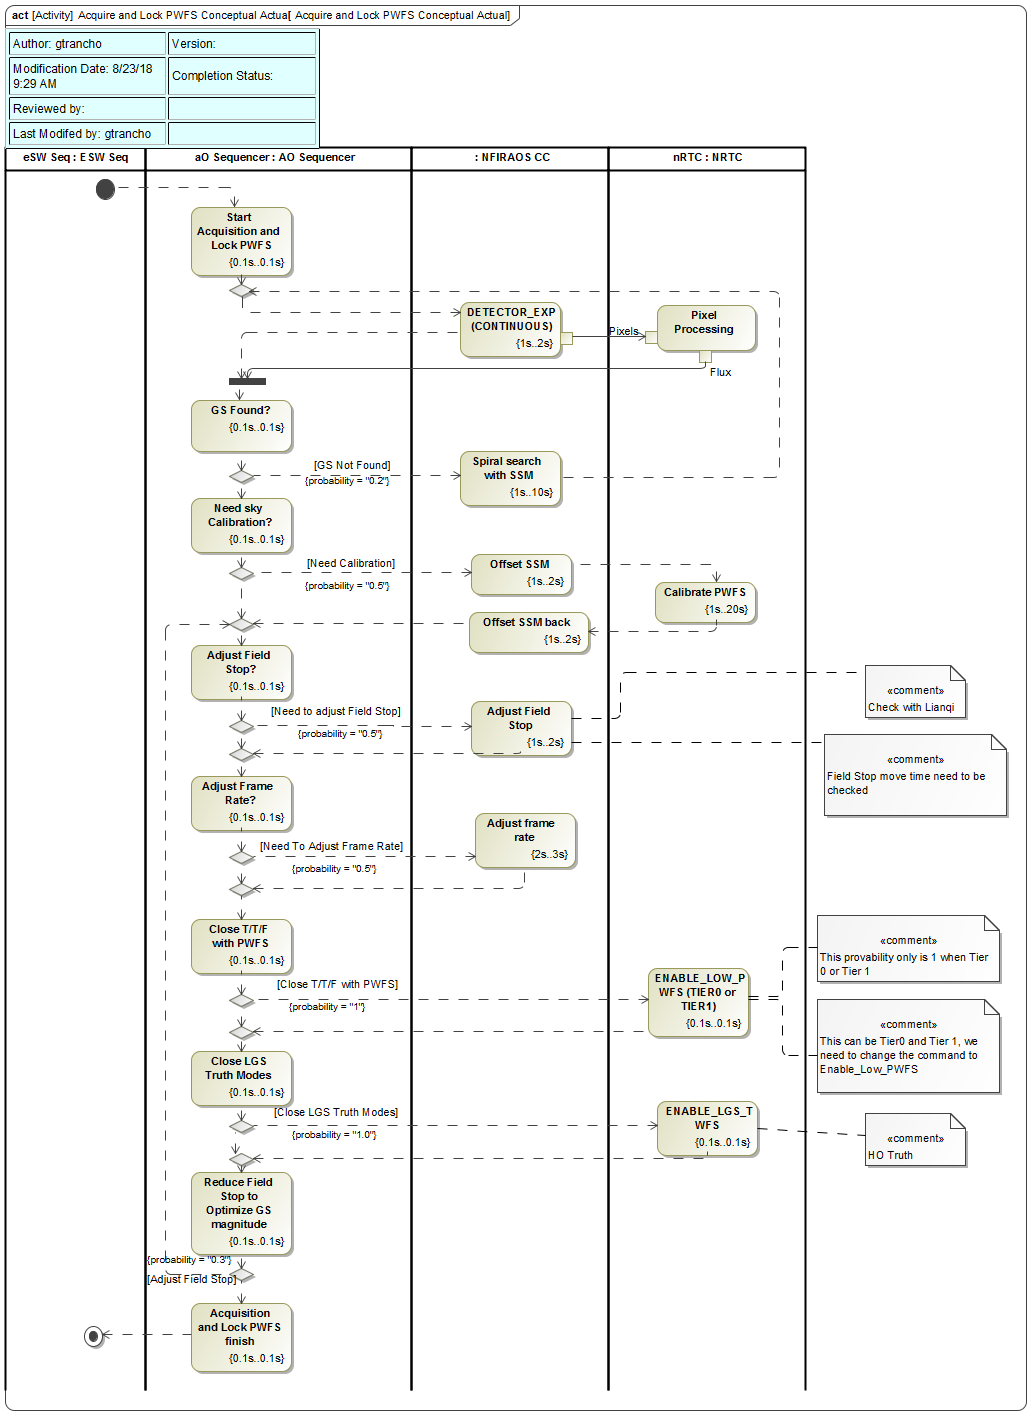 act [Activity] Acquire and Lock PWFS Conceptual Actual[ Acquire and Lock PWFS Conceptual Actual]
Author: gtrancho
Version:
Modification Date: 8/23/18
9:29 AM
Completion Status:
Reviewed by:
Last Modifed by: gtrancho
eSW Seq : ESW Seq
aO Sequencer : AO Sequencer
: NFIRAOS CC
nRTC : NRTC
Start
Acquisition and
Lock PWFS
{0.1s..0.1s}
DETECTOR_EXP
(CONTINUOUS)
{1s..2s}
Pixels
Pixel
Processing
Flux
GS Found?
{0.1s..0.1s}
[GS Not Found]
{probability = "0.2"}
Spiral search
with SSM
{1s..10s}
Need sky
Calibration?
{0.1s..0.1s}
[Need Calibration]
{probability = "0.5"}
Offset SSM
{1s..2s}
Calibrate PWFS
{1s..20s}
Offset SSM back
{1s..2s}
Adjust Field
Stop?
{0.1s..0.1s}
[Need to adjust Field Stop]
{probability = "0.5"}
Adjust Field
Stop
{1s..2s}
«comment»
Check with Lianqi
«comment»
Field Stop move time need to be
checked
Adjust Frame
Rate?
{0.1s..0.1s}
[Need To Adjust Frame Rate]
{probability = "0.5"}
Adjust frame
rate
{2s..3s}
Close T/T/F
with PWFS
{0.1s..0.1s}
[Close T/T/F with PWFS]
{probability = "1"}
ENABLE_LOW_P
WFS (TIER0 or
TIER1)
{0.1s..0.1s}
«comment»
This provability only is 1 when Tier
0 or Tier 1
«comment»
This can be Tier0 and Tier 1, we
need to change the command to
Enable_Low_PWFS
Close LGS
Truth Modes
{0.1s..0.1s}
[Close LGS Truth Modes]
{probability = "1.0"}
ENABLE_LGS_T
WFS
{0.1s..0.1s}
«comment»
HO Truth
Reduce Field
Stop to
Optimize GS
magnitude
{0.1s..0.1s}
{probability = "0.3"}
[Adjust Field Stop]
Acquisition
and Lock PWFS
finish
{0.1s..0.1s}